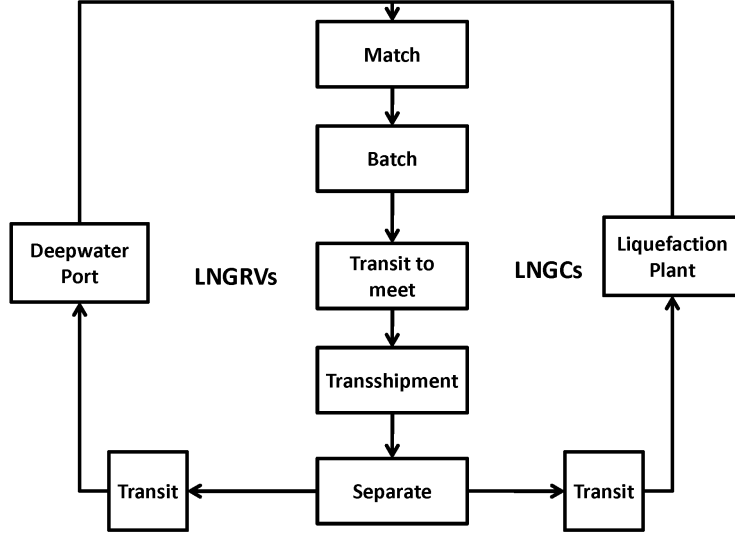 Match
Batch
Deepwater
Port
LNGRVs
Transit to
meet
LNGCs
Liquefaction
Plant
Transshipment
Transit
Separate
Transit